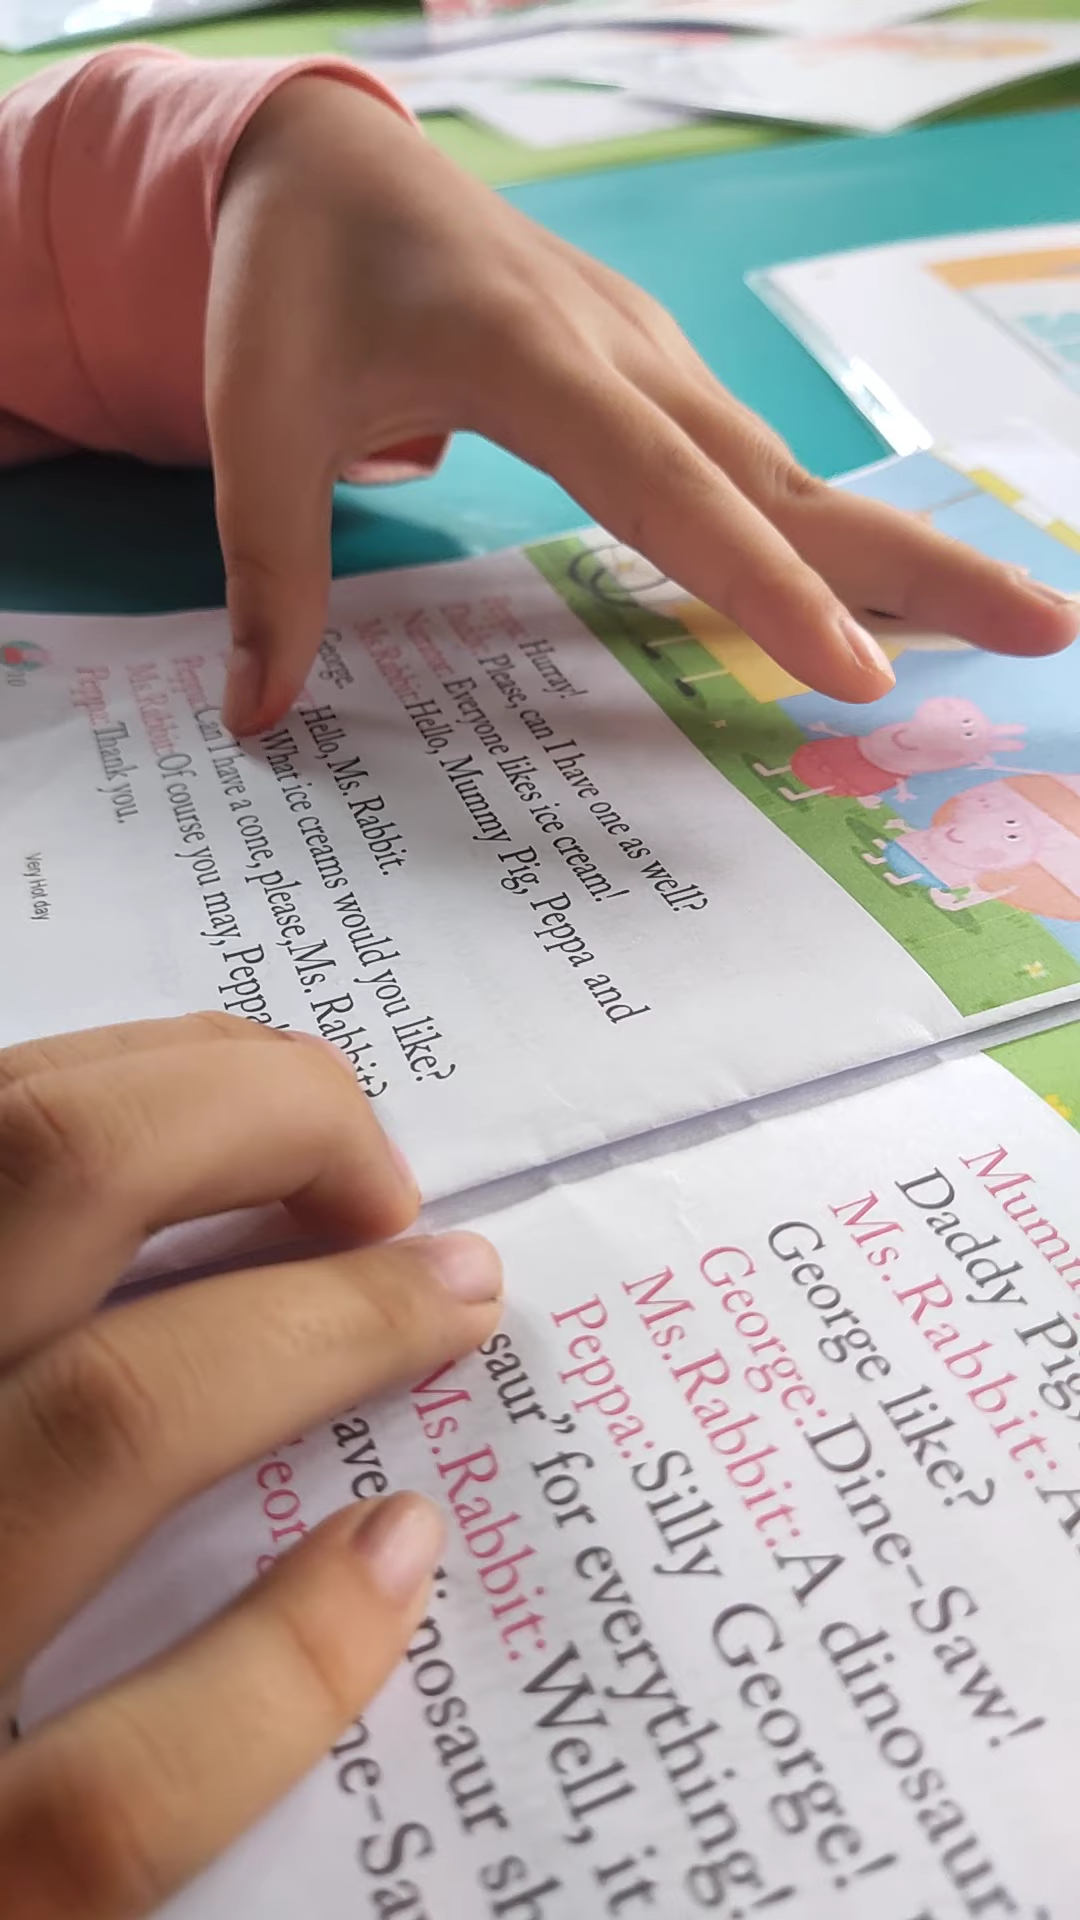 Hurray!
Daddy: Please, can I have one as well?
Narrator: Everyone likes ice cream!
Ms.Rabbit:Hello, Mummy Pig, Peppa and
George.
Hello, Ms. Rabbit.
What ice creams would you like?
Peppa:Can I have a cone,please,Ms. Rabbit?
Ms.Rabbit:Of course you may, Peppa!
Peppa:Thank you.
10
Very Hot day
Daddy Pig,
Ms.Rabbit:
George like?
George:Dine-Saw!
Ms.Rabbit:A dinosaur
Peppa:Silly George!
saur” for everything!
Ms.Rabbit:Well, it